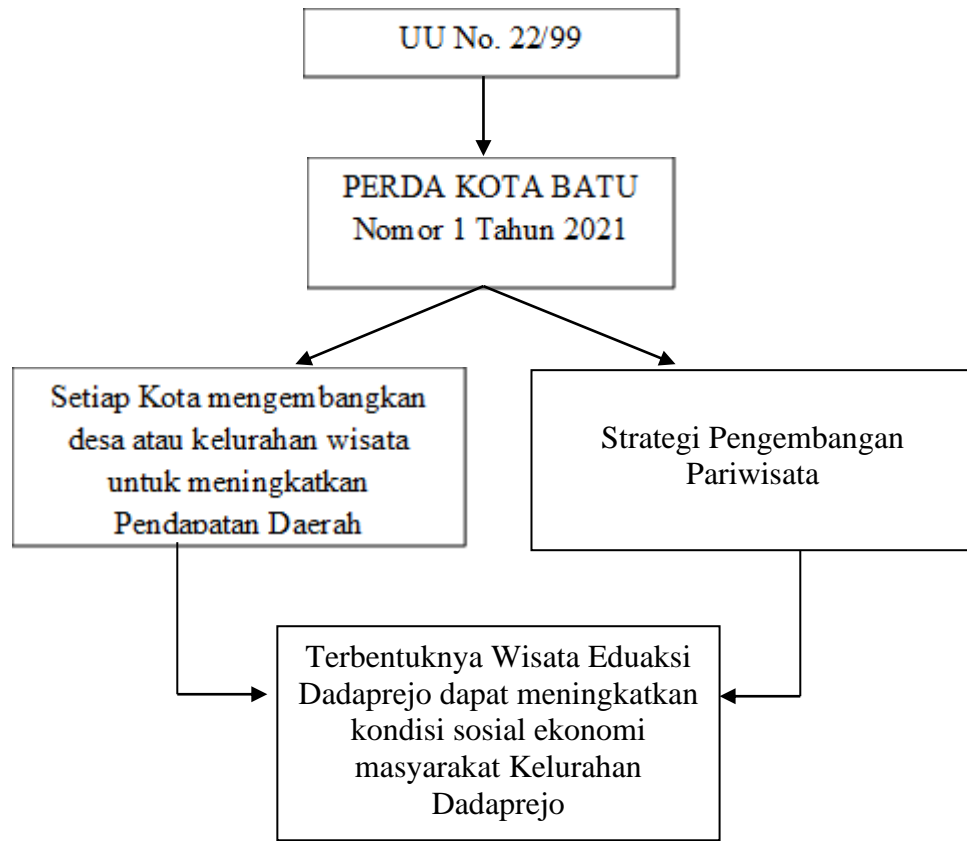 UU No. 22/99
PERDA KOTA BATU
Nomor 1 Tahun 2021
Setiap Kota mengembangkan
desa atau kelurahan wisata
untuk meningkatkan
Pendapatan Daerah
Strategi Pengembangan
Pariwisata
Terbentuknya Wisata Eduaksi
Dadaprejo dapat meningkatkan
kondisi sosial ekonomi
masyarakat Kelurahan
Dadaprejo